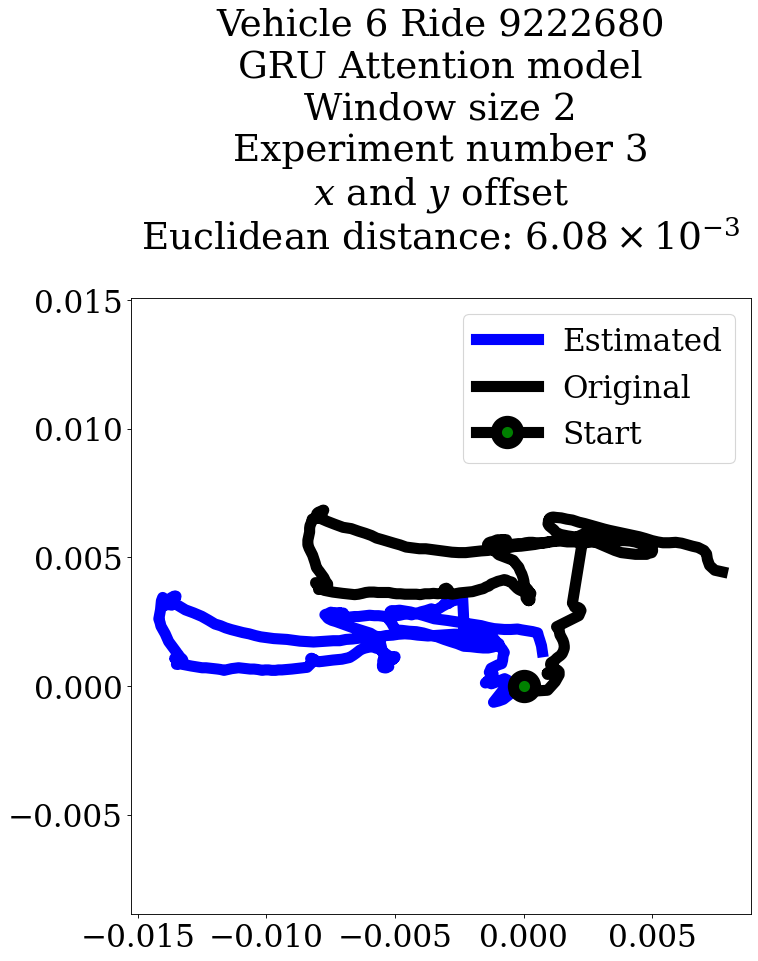 Vehicle 6 Ride 9222680
GRU Attention model
Window size 2
Experiment number 3
x and y offset
Euclidean distance: 6.08 × 10⁻³
0.015
Estimated
Original
Start
0.010
0.005
0.000
−0.005
−0.015 −0.010 −0.005 0.000 0.005